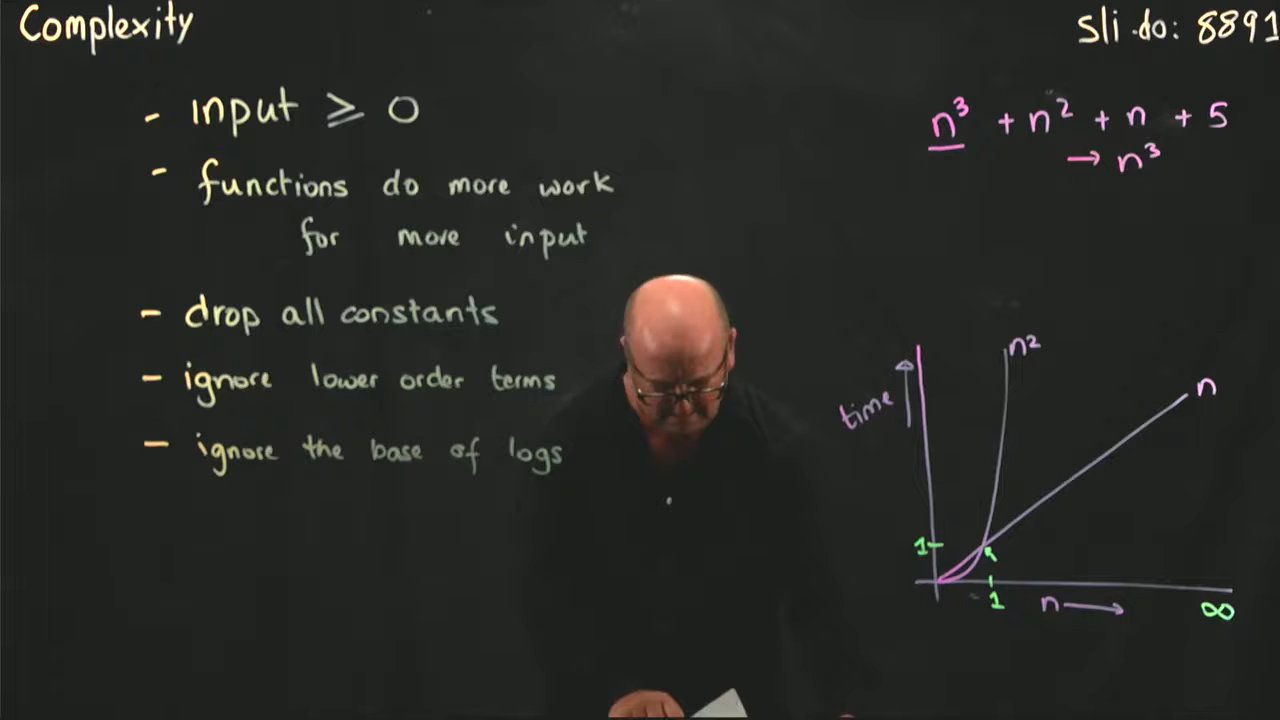 Complexity
Sli.do: 8891
- input ≥ 0
- functions do more work
for more input
- drop all constants
- ignore lower order terms
- ignore the base of logs
n³ + n² + n + 5
→ n³
time
n²
n
1
1
n →
∞